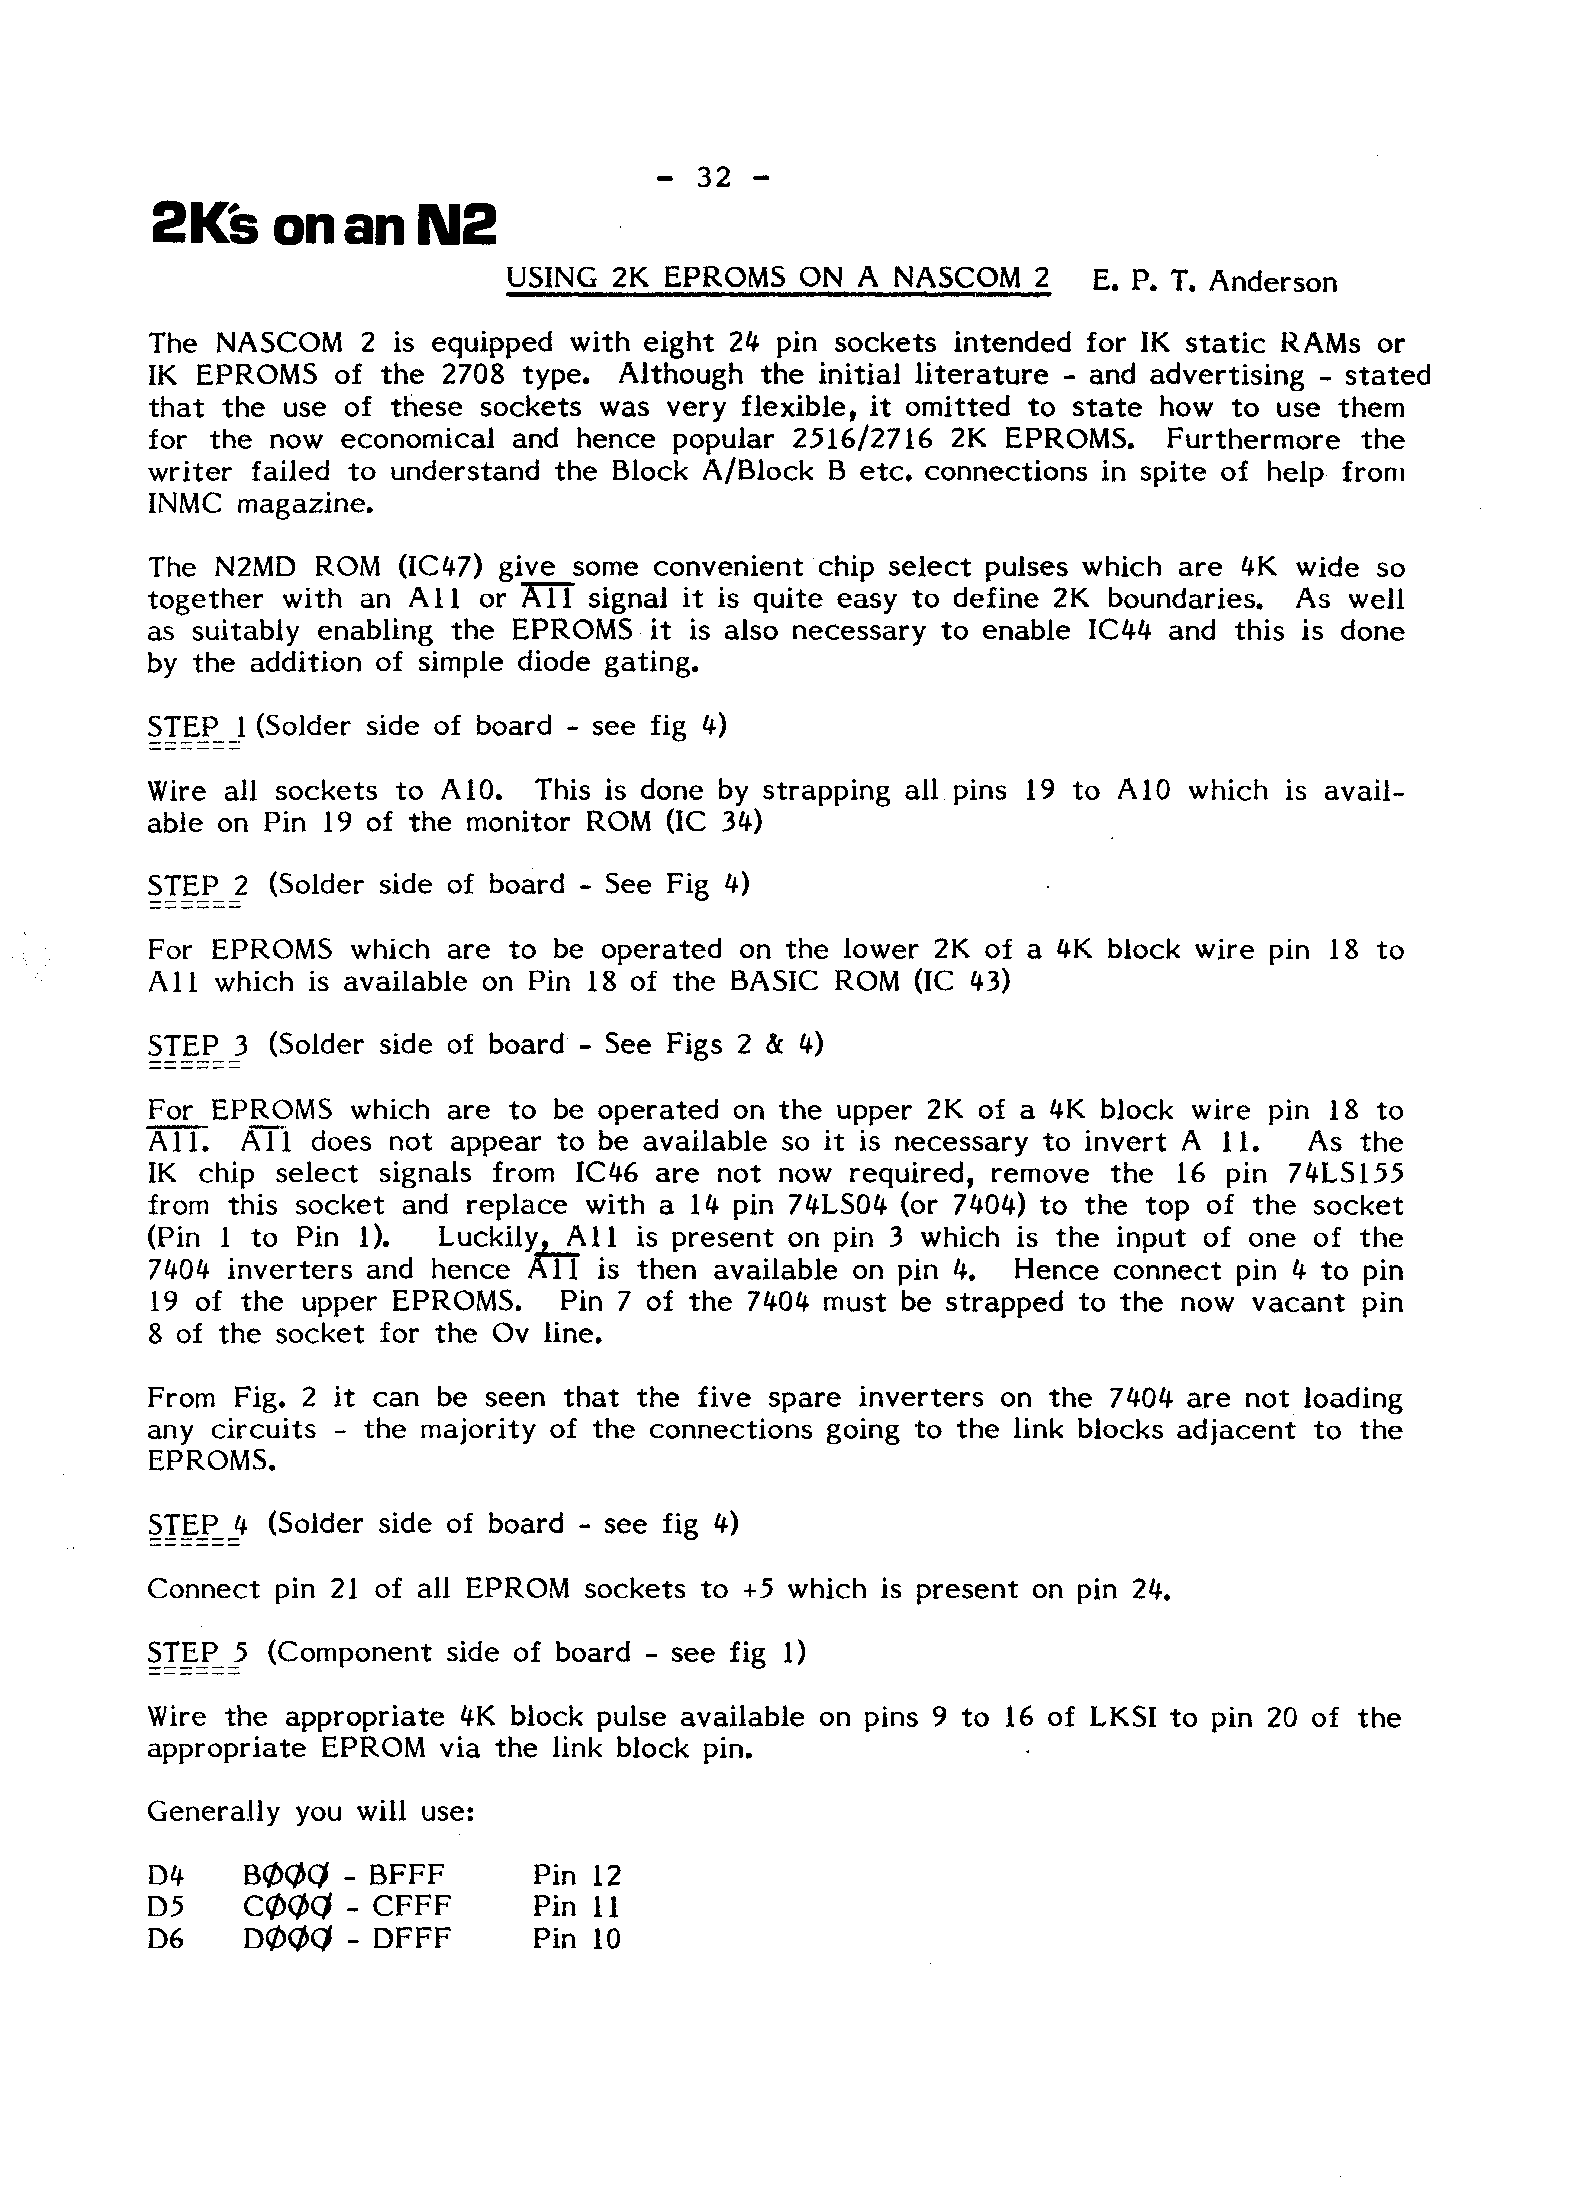 - 32 -
2K's on an N2
USING 2K EPROMS ON A NASCOM 2 E. P. T. Anderson
The NASCOM 2 is equipped with eight 24 pin sockets intended for IK static RAMs or
IK EPROMS of the 2708 type. Although the initial literature - and advertising - stated
that the use of these sockets was very flexible, it omitted to state how to use them
for the now economical and hence popular 2516/2716 2K EPROMS. Furthermore the
writer failed to understand the Block A/Block B etc. connections in spite of help from
INMC magazine.
The N2MD ROM (IC47) give some convenient chip select pulses which are 4K wide so
together with an A11 or A̅1̅1̅ signal it is quite easy to define 2K boundaries. As well
as suitably enabling the EPROMS it is also necessary to enable IC44 and this is done
by the addition of simple diode gating.
STEP 1 (Solder side of board - see fig 4)
======
Wire all sockets to A10. This is done by strapping all pins 19 to A10 which is avail-
able on Pin 19 of the monitor ROM (IC 34)
STEP 2 (Solder side of board - See Fig 4)
======
For EPROMS which are to be operated on the lower 2K of a 4K block wire pin 18 to
A11 which is available on Pin 18 of the BASIC ROM (IC 43)
STEP 3 (Solder side of board - See Figs 2 & 4)
======
For EPROMS which are to be operated on the upper 2K of a 4K block wire pin 18 to
A̅1̅1̅. A̅1̅1̅ does not appear to be available so it is necessary to invert A 11. As the
IK chip select signals from IC46 are not now required, remove the 16 pin 74LS155
from this socket and replace with a 14 pin 74LS04 (or 7404) to the top of the socket
(Pin 1 to Pin 1). Luckily, A11 is present on pin 3 which is the input of one of the
7404 inverters and hence A̅1̅1̅ is then available on pin 4. Hence connect pin 4 to pin
19 of the upper EPROMS. Pin 7 of the 7404 must be strapped to the now vacant pin
8 of the socket for the Ov line.
From Fig. 2 it can be seen that the five spare inverters on the 7404 are not loading
any circuits - the majority of the connections going to the link blocks adjacent to the
EPROMS.
STEP 4 (Solder side of board - see fig 4)
======
Connect pin 21 of all EPROM sockets to +5 which is present on pin 24.
STEP 5 (Component side of board - see fig 1)
======
Wire the appropriate 4K block pulse available on pins 9 to 16 of LKSI to pin 20 of the
appropriate EPROM via the link block pin.
Generally you will use:
D4 BØØØ - BFFF Pin 12
D5 CØØØ - CFFF Pin 11
D6 DØØØ - DFFF Pin 10